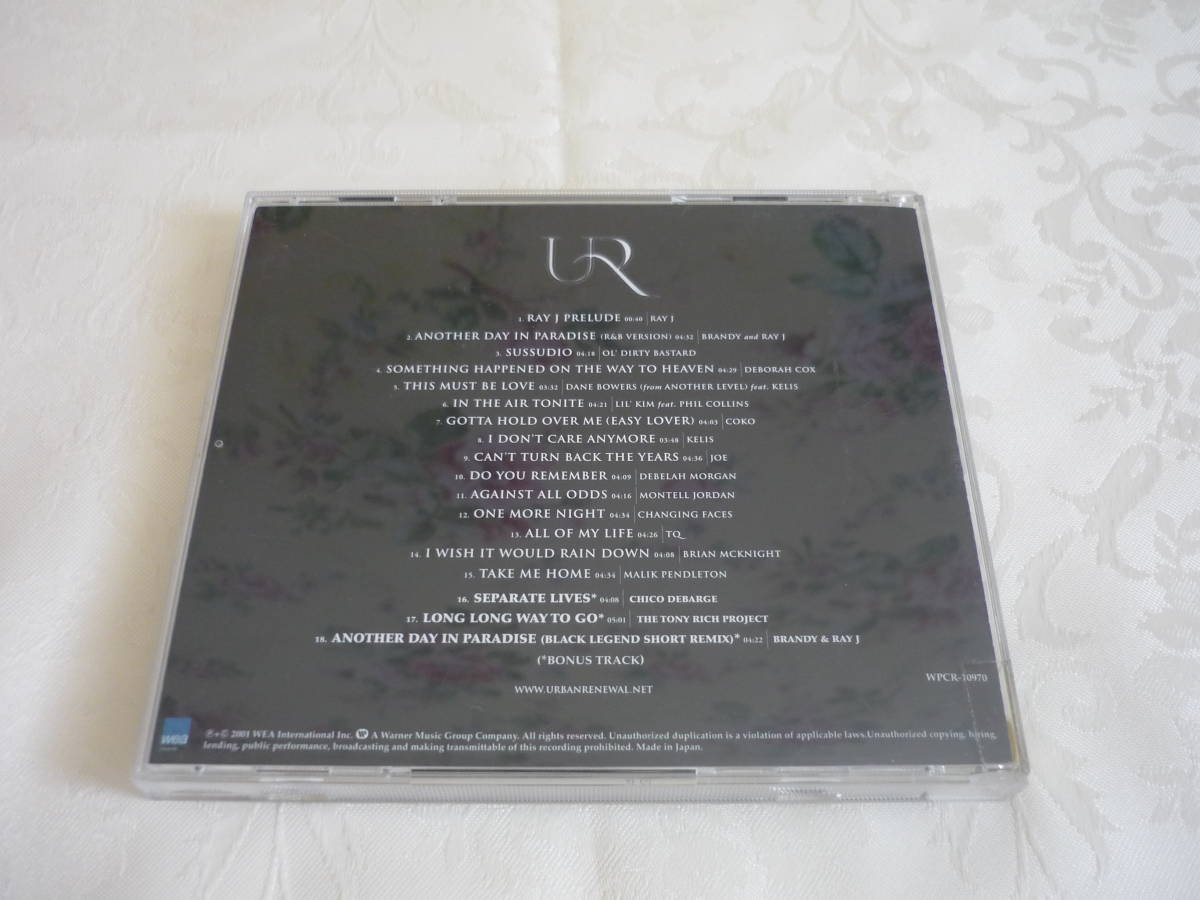 UR
1. RAY J PRELUDE 00:40 | RAY J
2. ANOTHER DAY IN PARADISE (R&B VERSION) 04:32 | BRANDY and RAY J
3. SUSSUDIO 04:18 | OL' DIRTY BASTARD
4. SOMETHING HAPPENED ON THE WAY TO HEAVEN 04:29 | DEBORAH COX
5. THIS MUST BE LOVE 03:32 | DANE BOWERS (from ANOTHER LEVEL) feat. KELIS
6. IN THE AIR TONITE 04:21 | LIL' KIM feat. PHIL COLLINS
7. GOTTA HOLD OVER ME (EASY LOVER) 04:03 | COKO
8. I DON'T CARE ANYMORE 03:48 | KELIS
9. CAN'T TURN BACK THE YEARS 04:36 | JOE
10. DO YOU REMEMBER 04:09 | DEBELAH MORGAN
11. AGAINST ALL ODDS 04:16 | MONTELL JORDAN
12. ONE MORE NIGHT 04:34 | CHANGING FACES
13. ALL OF MY LIFE 04:26 | TQ
14. I WISH IT WOULD RAIN DOWN 04:08 | BRIAN MCKNIGHT
15. TAKE ME HOME 04:34 | MALIK PENDLETON
16. SEPARATE LIVES* 04:08 | CHICO DEBARGE
17. LONG LONG WAY TO GO* 05:01 | THE TONY RICH PROJECT
18. ANOTHER DAY IN PARADISE (BLACK LEGEND SHORT REMIX)* 04:22 | BRANDY & RAY J
(*BONUS TRACK)
WPCR-10970
WWW.URBANRENEWAL.NET
wea
℗+© 2001 WEA International Inc. A Warner Music Group Company. All rights reserved. Unauthorized duplication is a violation of applicable laws.Unauthorized copying, hiring,
lending, public performance, broadcasting and making transmittable of this recording prohibited. Made in Japan.